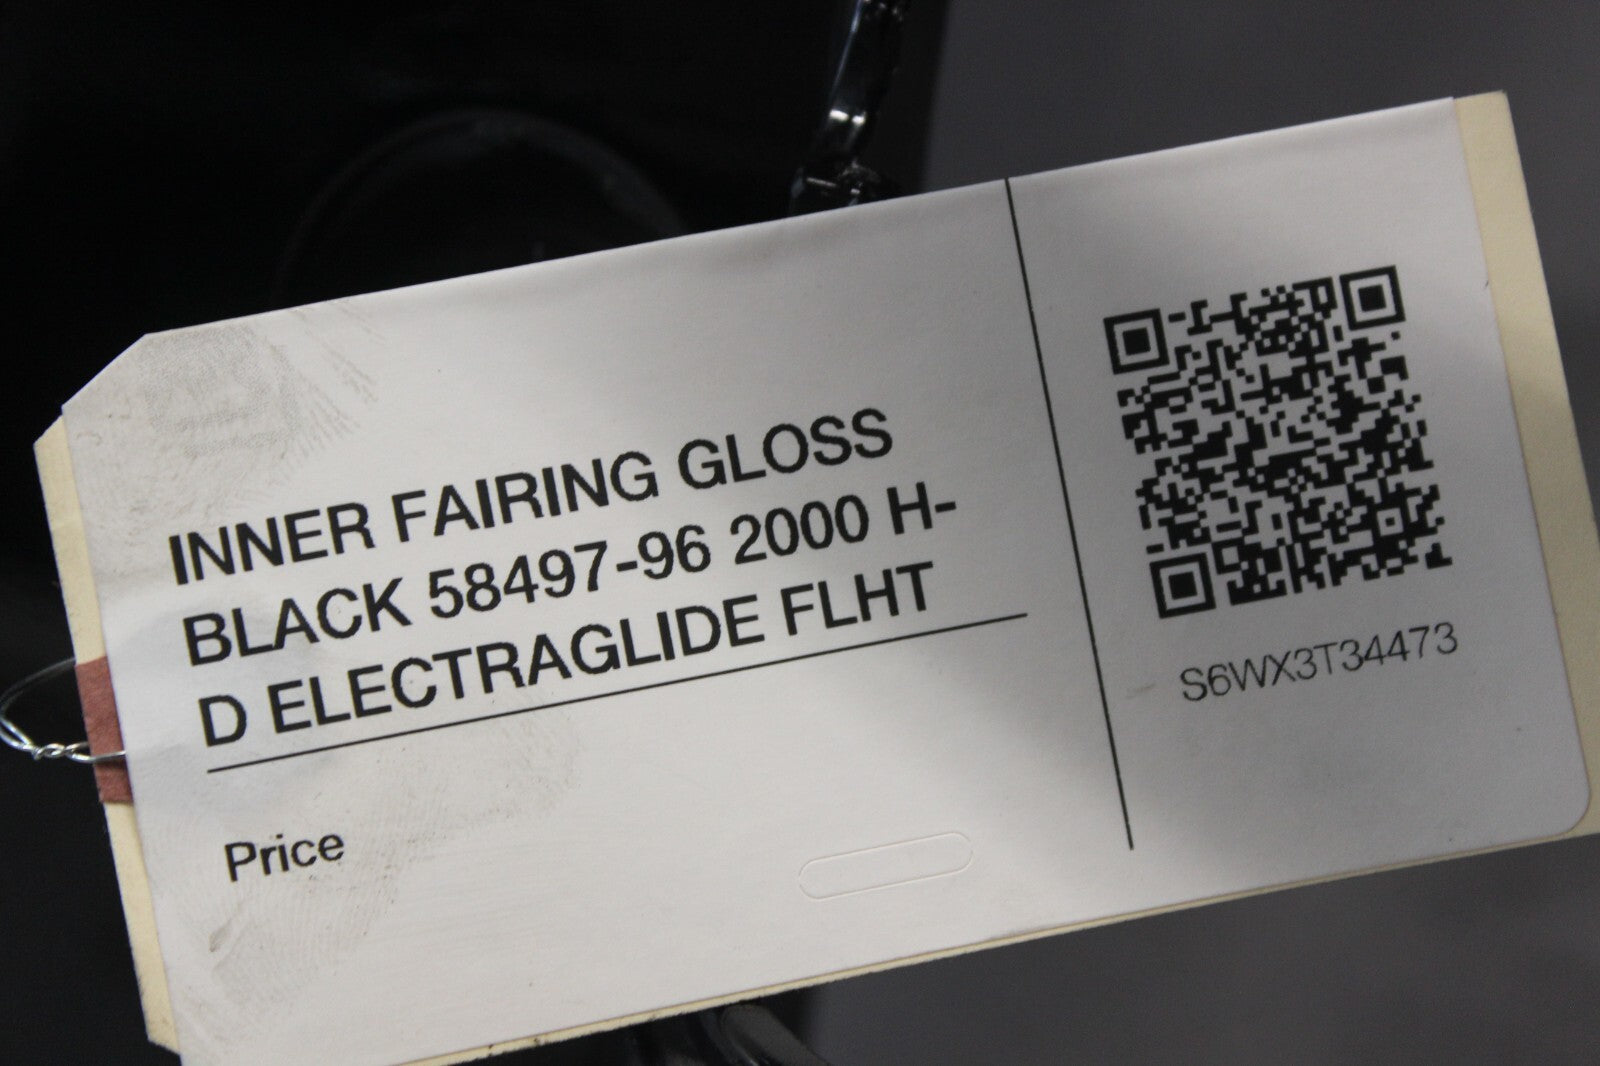 INNER FAIRING GLOSS
BLACK 58497-96 2000 H-
D ELECTRAGLIDE FLHT
Price
S6WX3T34473